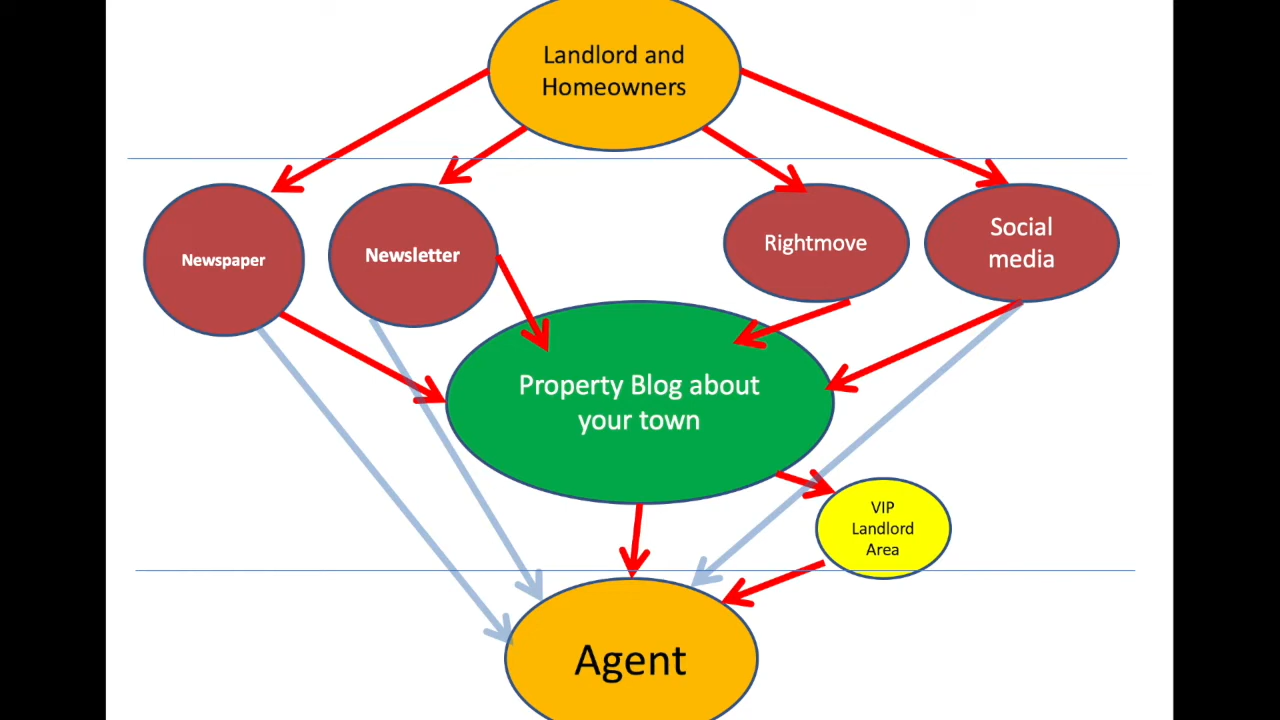 Landlord and
Homeowners
Newspaper
Newsletter
Rightmove
Social
media
Property Blog about
your town
VIP
Landlord
Area
Agent